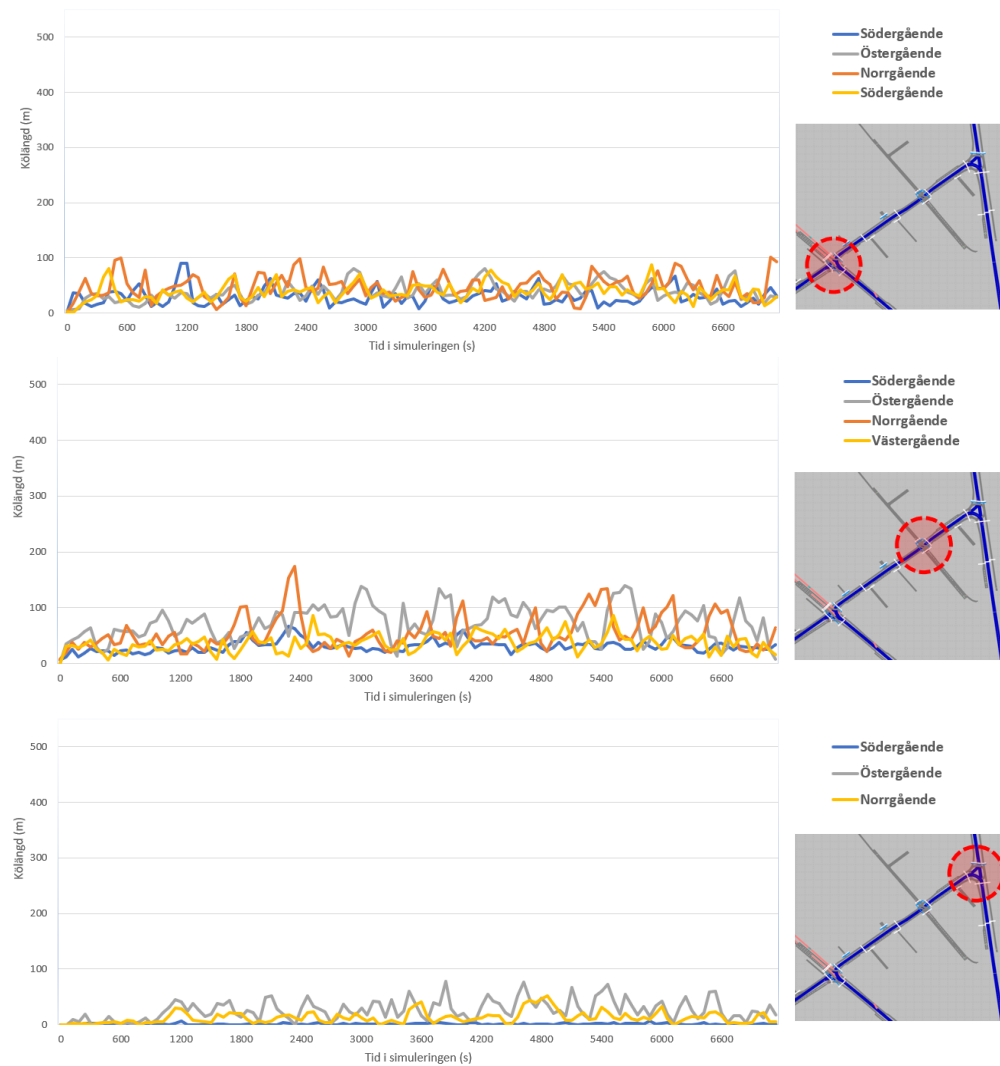 500
400
300
200
100
0
Kölängd (m)
0 600 1200 1800 2400 3000 3600 4200 4800 5400 6000 6600
Tid i simuleringen (s)
Södergående
Östergående
Norrgående
Södergående
500
400
300
200
100
0
Kölängd (m)
0 600 1200 1800 2400 3000 3600 4200 4800 5400 6000 6600
Tid i simuleringen (s)
Södergående
Östergående
Norrgående
Västergående
500
400
300
200
100
0
Kölängd (m)
0 600 1200 1800 2400 3000 3600 4200 4800 5400 6000 6600
Tid i simuleringen (s)
Södergående
Östergående
Norrgående